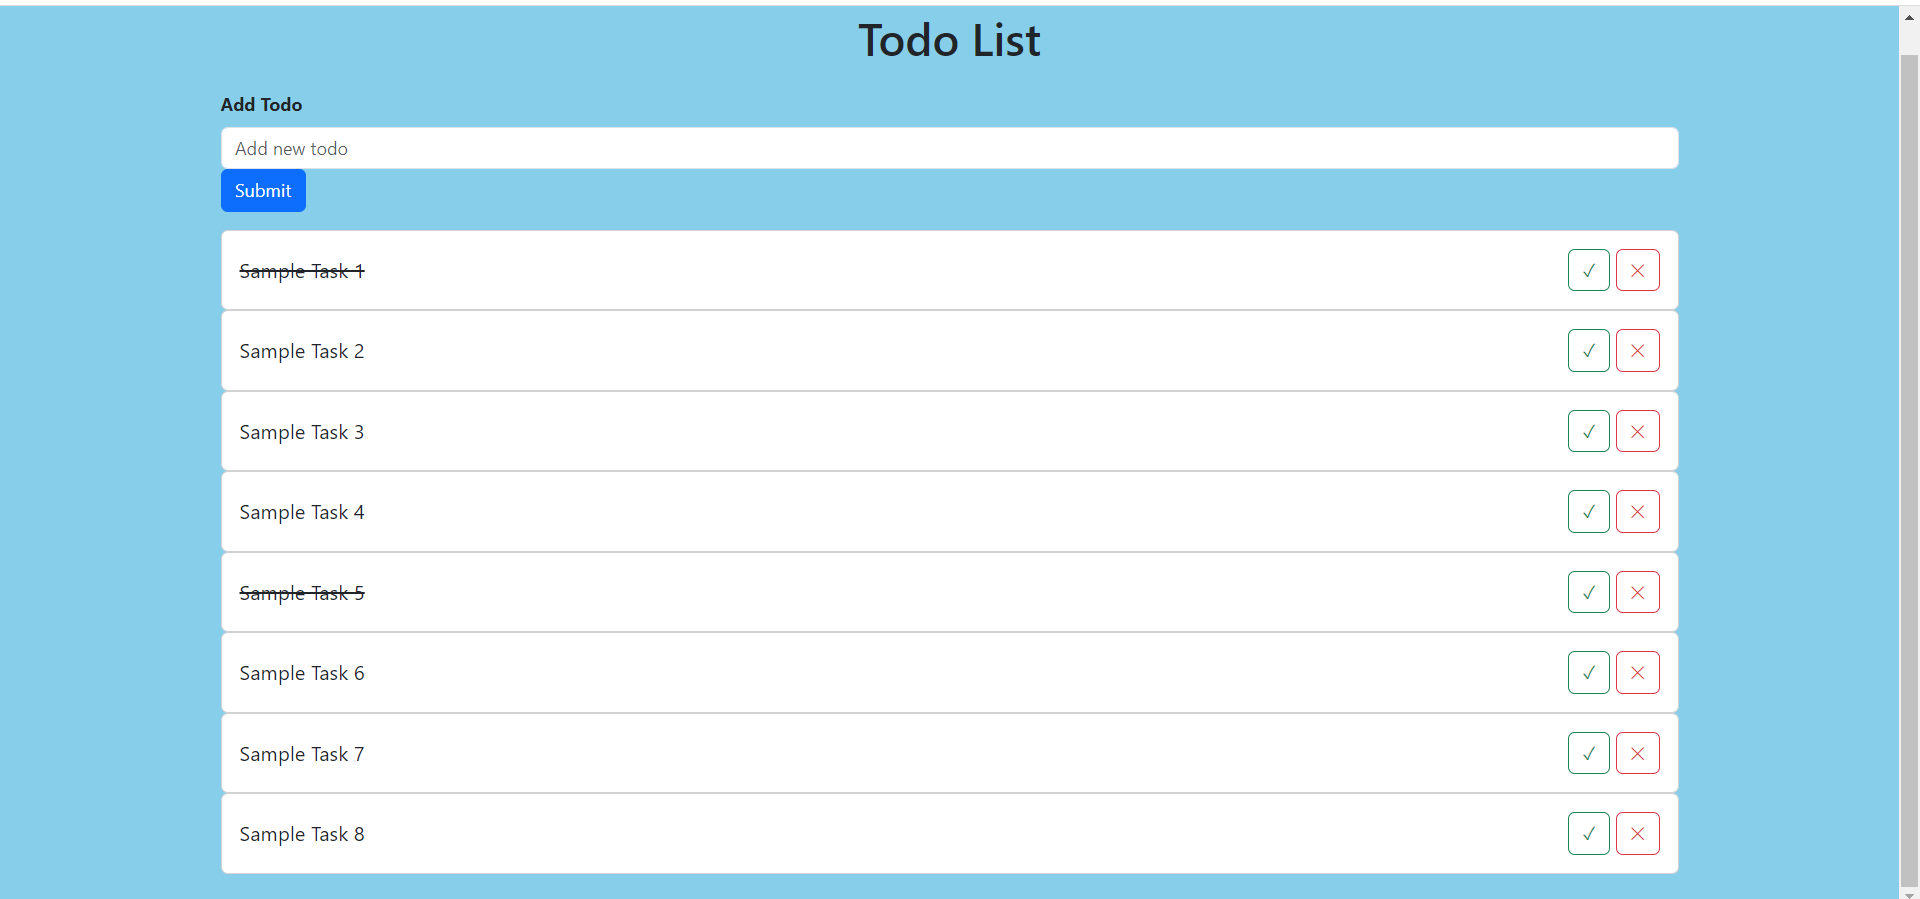 Todo List
Add Todo
Add new todo
Submit
Sample Task 1
Sample Task 2
Sample Task 3
Sample Task 4
Sample Task 5
Sample Task 6
Sample Task 7
Sample Task 8